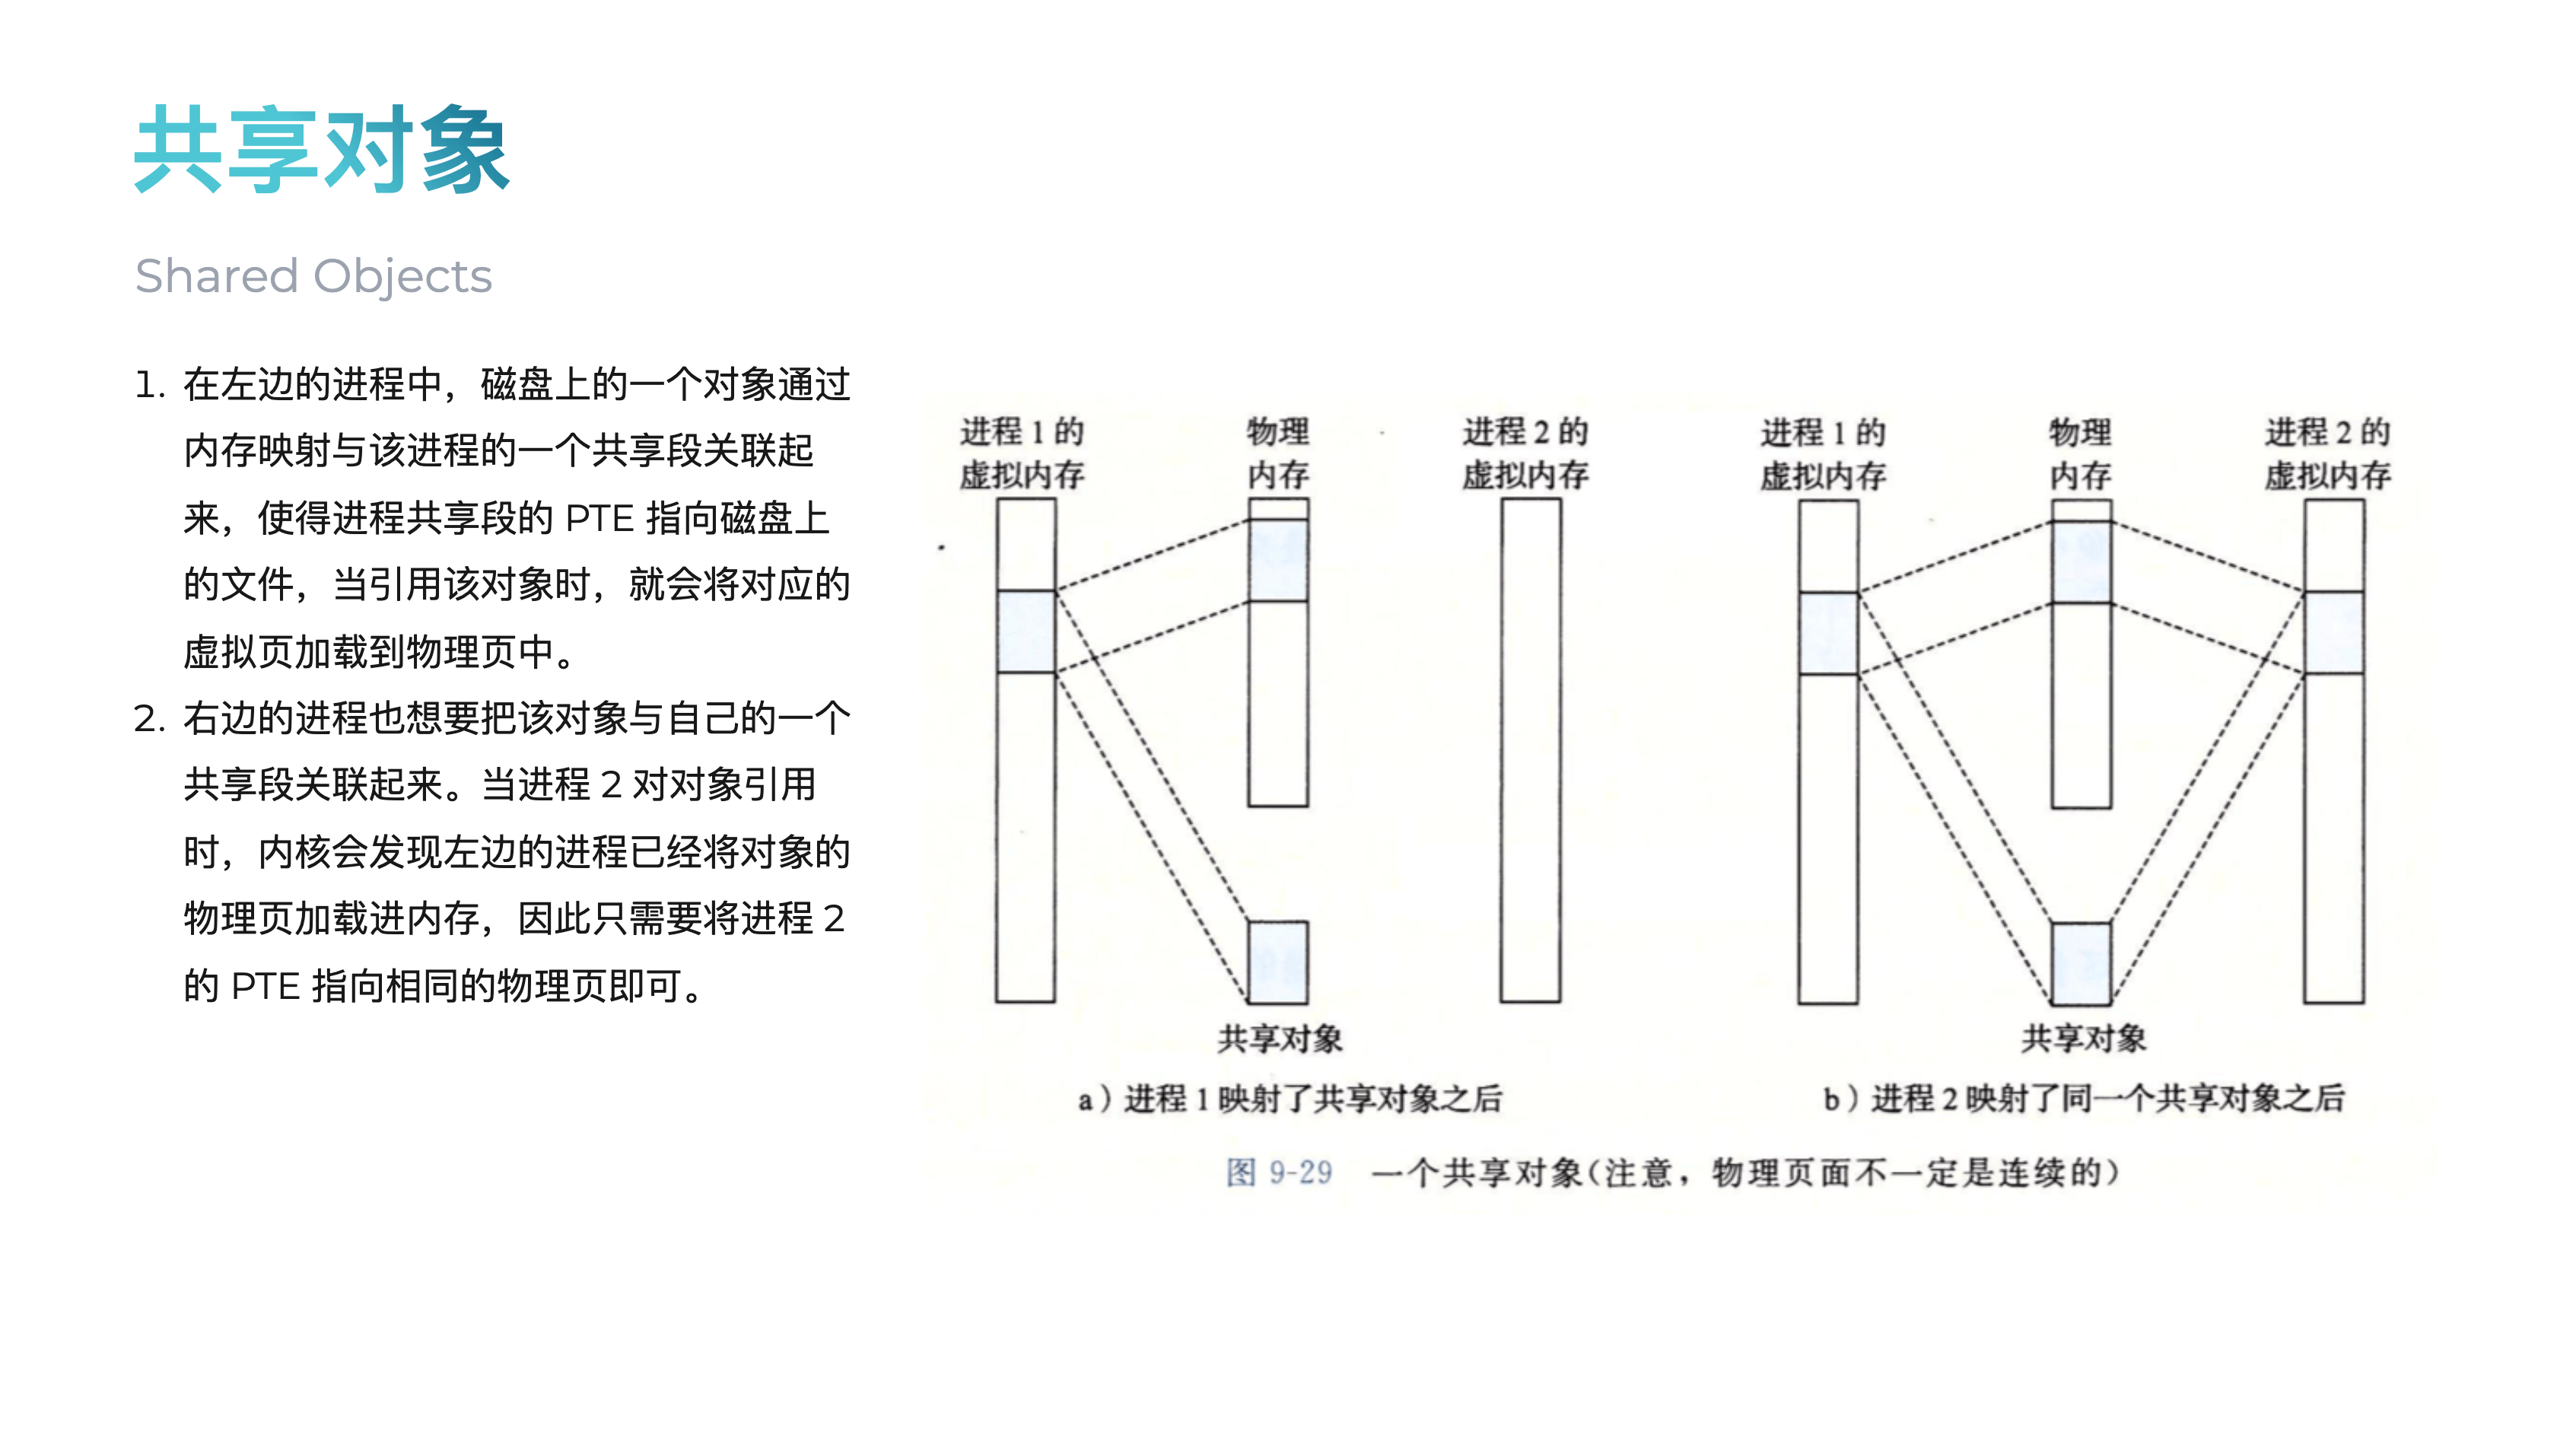 共享对象
Shared Objects
1. 在左边的进程中，磁盘上的一个对象通过
内存映射与该进程的一个共享段关联起
来，使得进程共享段的 PTE 指向磁盘上
的文件，当引用该对象时，就会将对应的
虚拟页加载到物理页中。
2. 右边的进程也想要把该对象与自己的一个
共享段关联起来。当进程 2 对对象引用
时，内核会发现左边的进程已经将对象的
物理页加载进内存，因此只需要将进程 2
的 PTE 指向相同的物理页即可。
进程 1 的
虚拟内存
物理
内存
进程 2 的
虚拟内存
共享对象
a）进程 1 映射了共享对象之后
进程 1 的
虚拟内存
物理
内存
进程 2 的
虚拟内存
共享对象
b）进程 2 映射了同一个共享对象之后
图 9-29 一个共享对象(注意，物理页面不一定是连续的)